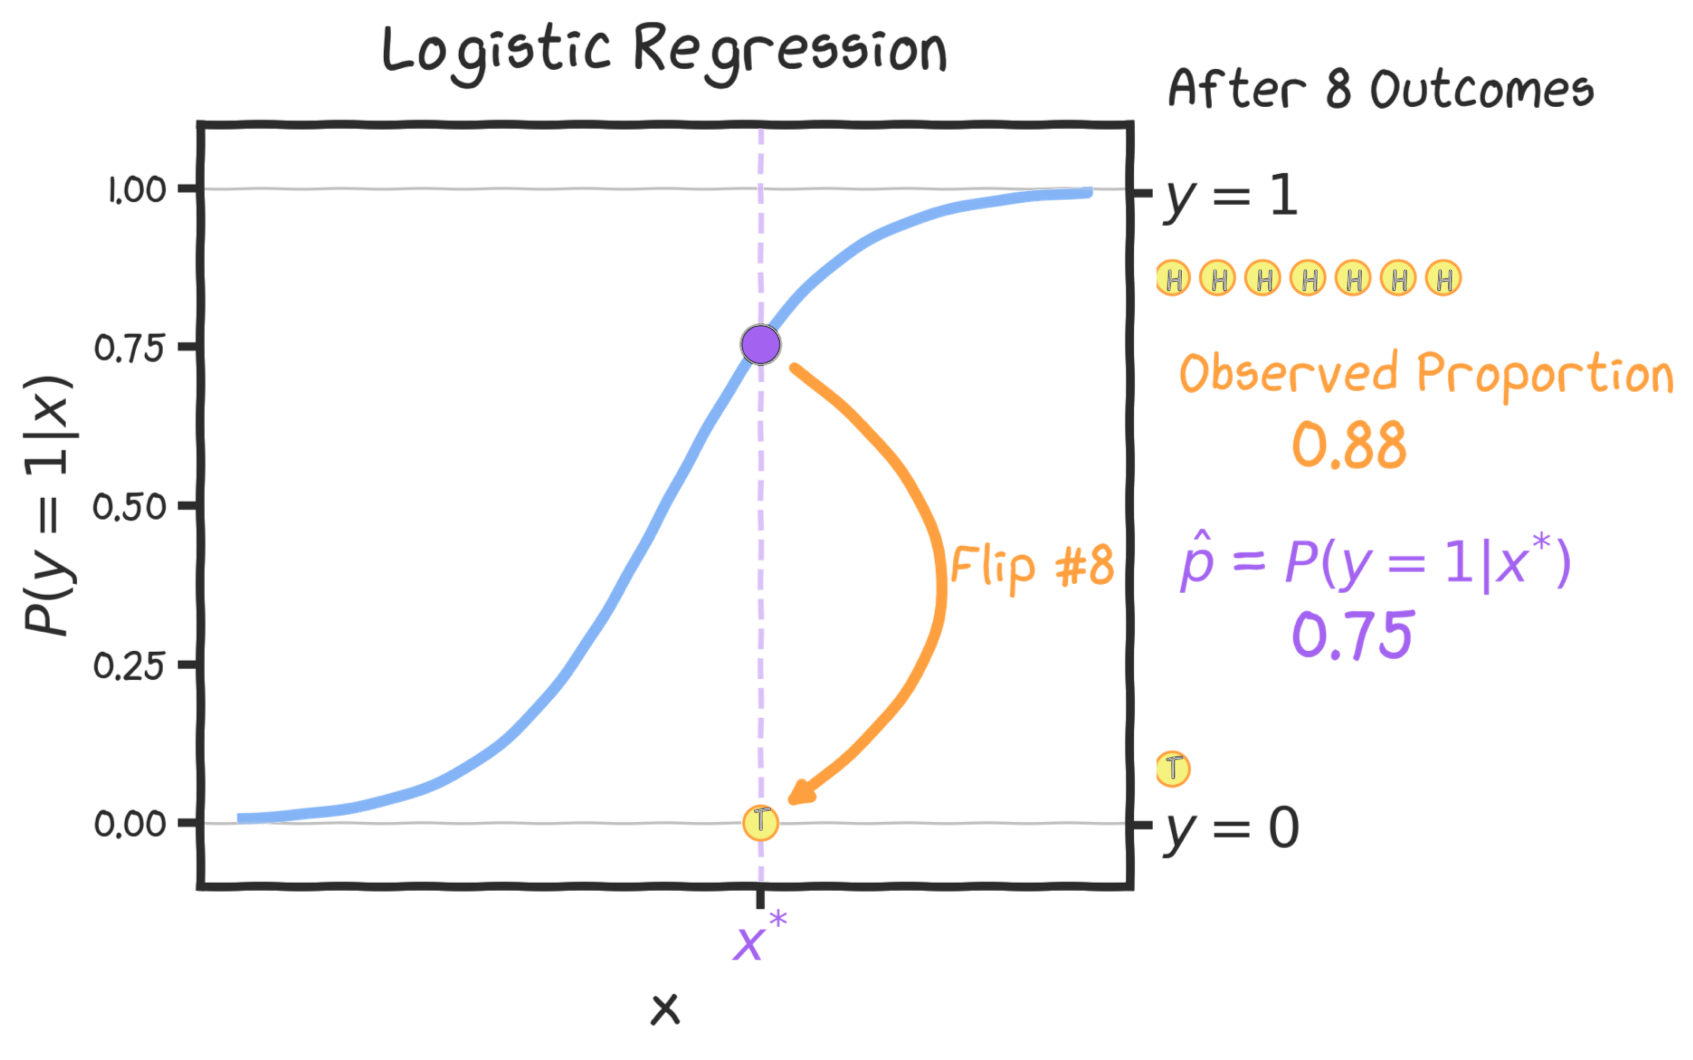 Logistic Regression
After 8 Outcomes
P(y = 1|x)
1.00
0.75
0.50
0.25
0.00
y = 1
H H H H H H H
Observed Proportion
0.88
Flip #8
p̂ = P(y = 1|x*)
0.75
T
T
y = 0
x*
x